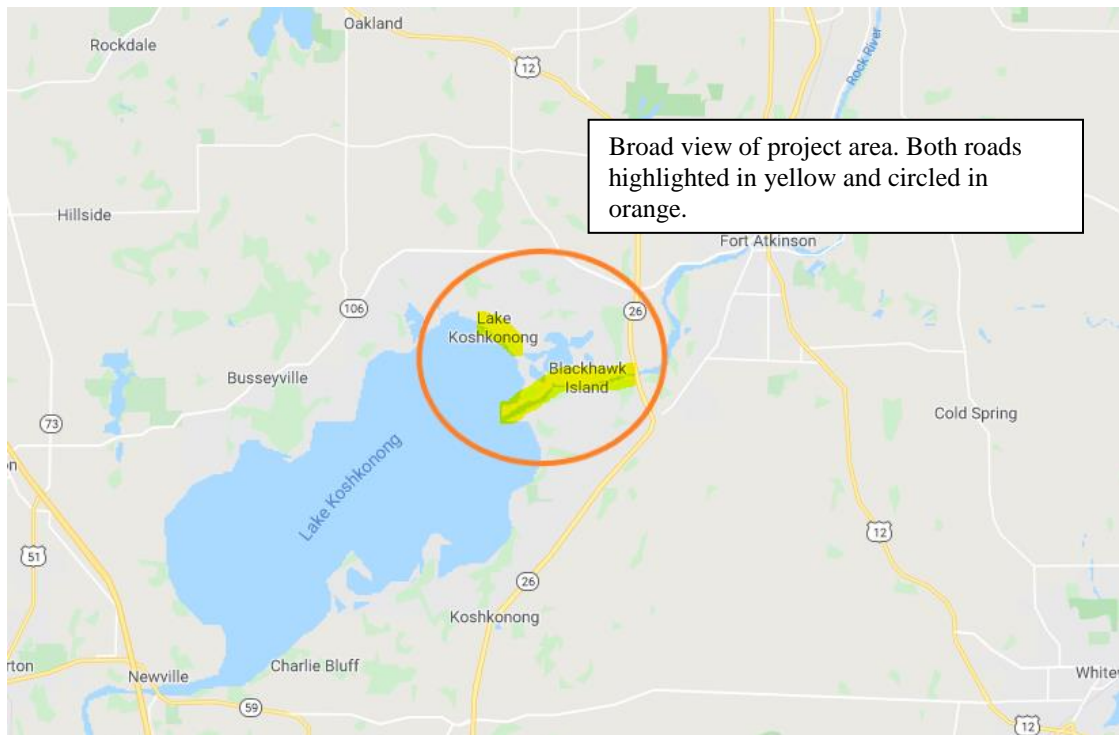 Oakland
Rockdale
12
Rock River
Broad view of project area. Both roads
highlighted in yellow and circled in
orange.
Hillside
Fort Atkinson
106
26
Lake
Koshkonong
Blackhawk
Island
Busseyville
73
Cold Spring
Lake Koshkonong
12
51
26
Koshkonong
Charlie Bluff
rton
Newville
White
59
12